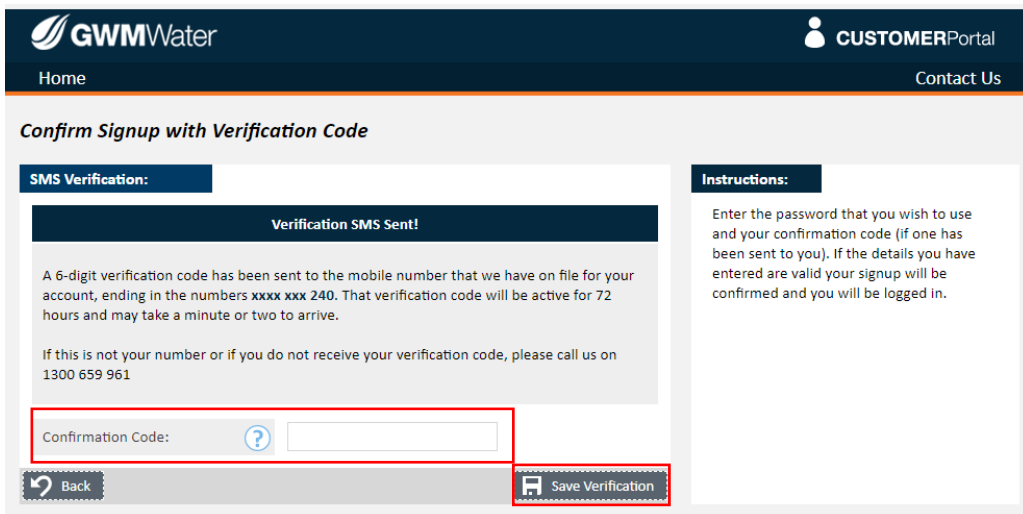 GWMWater
CUSTOMERPortal
Home
Contact Us
Confirm Signup with Verification Code
SMS Verification:
Verification SMS Sent!
A 6-digit verification code has been sent to the mobile number that we have on file for your
account, ending in the numbers xxxx xxx 240. That verification code will be active for 72
hours and may take a minute or two to arrive.
If this is not your number or if you do not receive your verification code, please call us on
1300 659 961
Confirmation Code:
?
Back
Save Verification
Instructions:
Enter the password that you wish to use
and your confirmation code (if one has
been sent to you). If the details you have
entered are valid your signup will be
confirmed and you will be logged in.